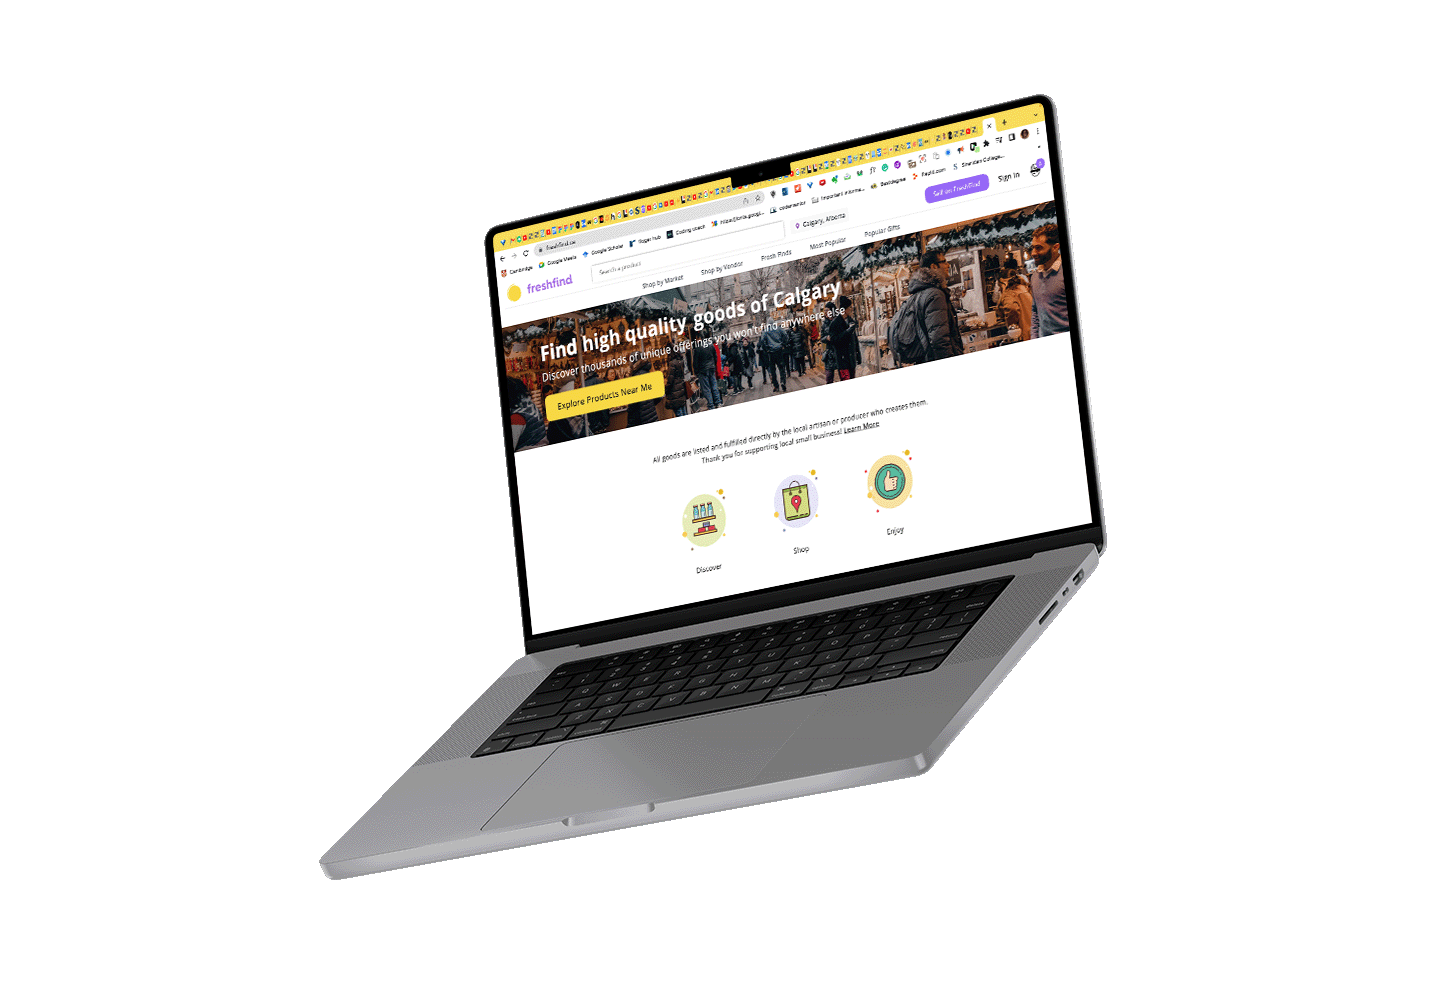 freshfind.ca
Cambridge
Google Meets
Google Scholar
Roger hub
Coding coach
codementor
Important Informa...
BestDegree
Sheridan College...
freshfind
Search a product
Calgary, Alberta
Sell on FreshFind
Sign in
Shop by Market
Shop by Vendor
Fresh Finds
Most Popular
Popular Gifts
Find high quality goods of Calgary
Discover thousands of unique offerings you won't find anywhere else
Explore Products Near Me
All goods are listed and fulfilled directly by the local artisan or producer who creates them.
Thank you for supporting local small business! Learn More
Discover
Shop
Enjoy